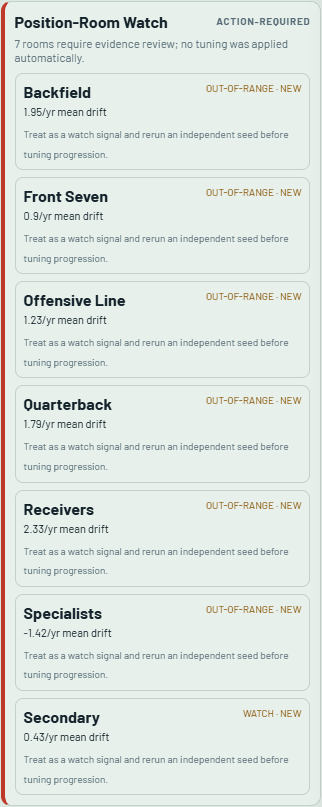 Position-Room Watch
ACTION-REQUIRED
7 rooms require evidence review; no tuning was applied
automatically.
Backfield
OUT-OF-RANGE · NEW
1.95/yr mean drift
Treat as a watch signal and rerun an independent seed before
tuning progression.
Front Seven
OUT-OF-RANGE · NEW
0.9/yr mean drift
Treat as a watch signal and rerun an independent seed before
tuning progression.
Offensive Line
OUT-OF-RANGE · NEW
1.23/yr mean drift
Treat as a watch signal and rerun an independent seed before
tuning progression.
Quarterback
OUT-OF-RANGE · NEW
1.79/yr mean drift
Treat as a watch signal and rerun an independent seed before
tuning progression.
Receivers
OUT-OF-RANGE · NEW
2.33/yr mean drift
Treat as a watch signal and rerun an independent seed before
tuning progression.
Specialists
OUT-OF-RANGE · NEW
-1.42/yr mean drift
Treat as a watch signal and rerun an independent seed before
tuning progression.
Secondary
WATCH · NEW
0.43/yr mean drift
Treat as a watch signal and rerun an independent seed before
tuning progression.